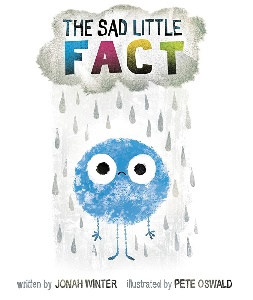 THE SAD LITTLE
FACT
written by JONAH WINTER illustrated by PETE OSWALD